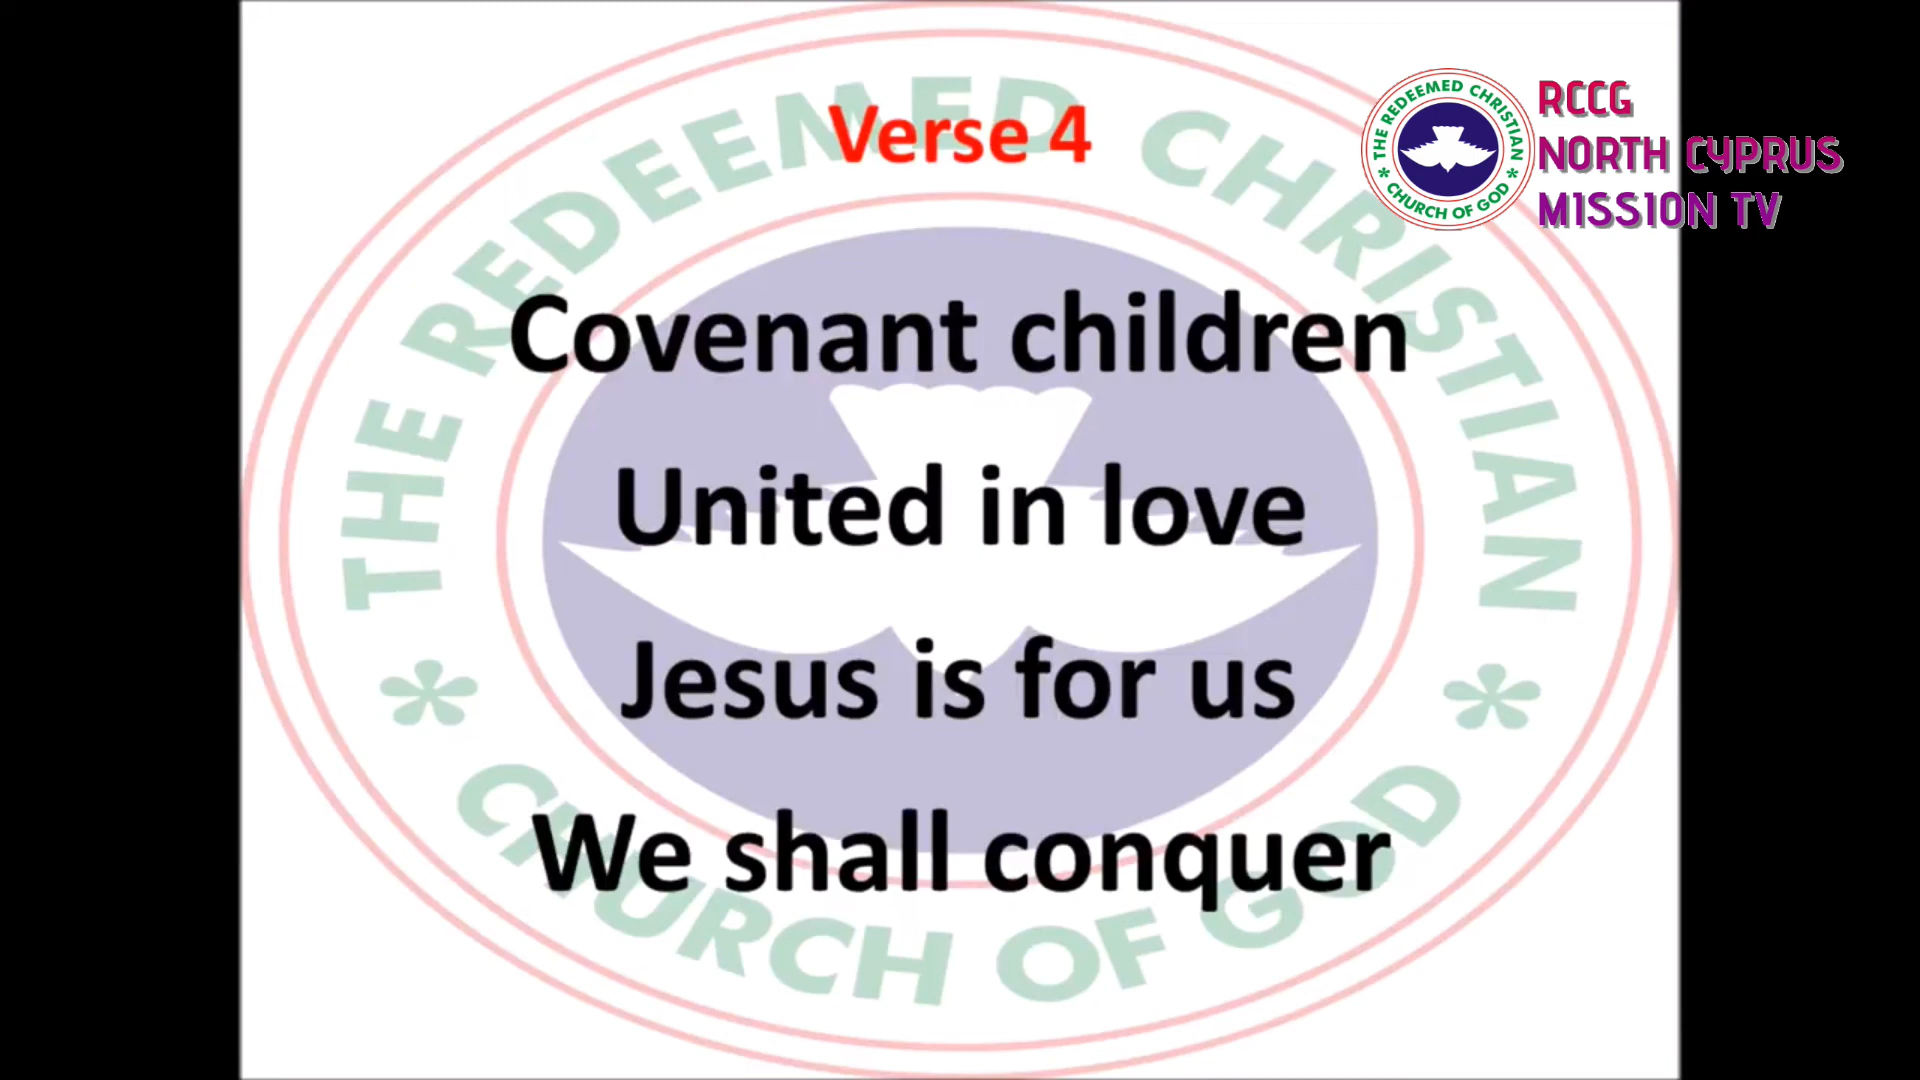 Verse 4
Covenant children
United in love
Jesus is for us
We shall conquer
THE REDEEMED CHRISTIAN
* CHURCH OF GOD *
THE REDEEMED CHRISTIAN
* CHURCH OF GOD *
RCCG
NORTH CYPRUS
MISSION TV